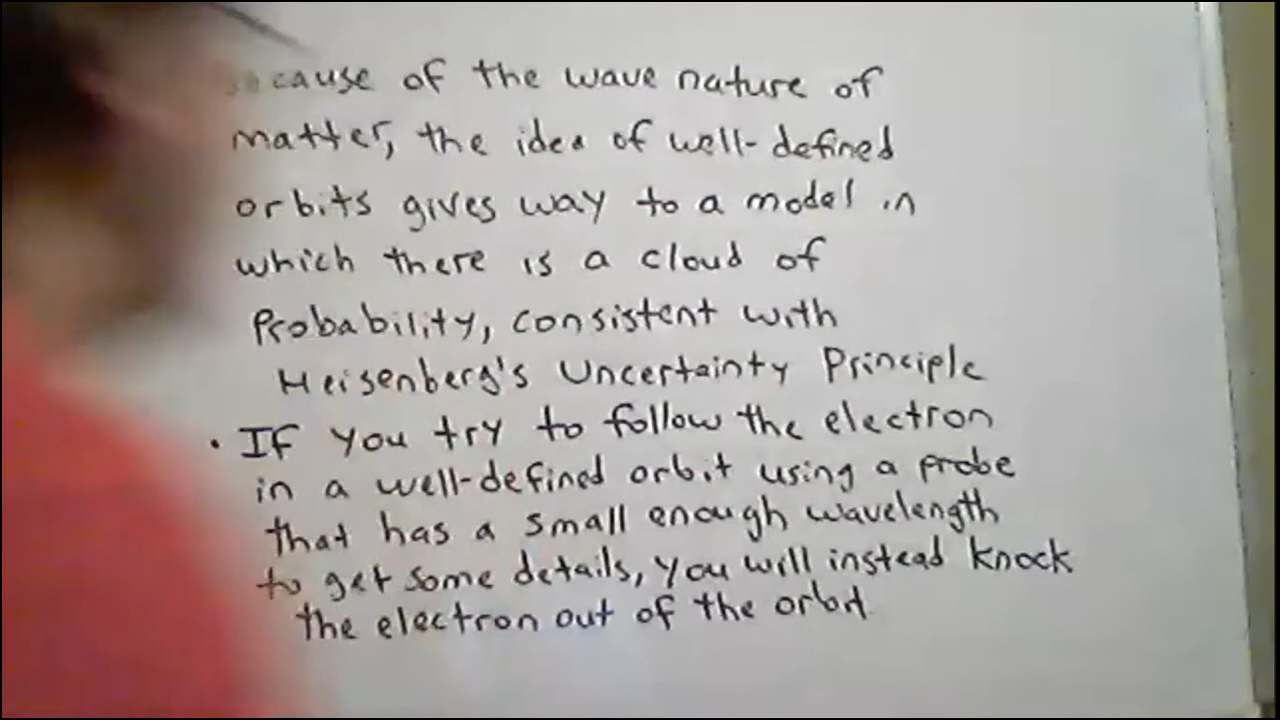 because of the wave nature of
matter, the idea of well-defined
orbits gives way to a model in
which there is a cloud of
Probability, consistent with
Heisenberg's Uncertainty Principle
• If you try to follow the electron
in a well-defined orbit using a probe
that has a small enough wavelength
to get some details, you will instead knock
the electron out of the orbit